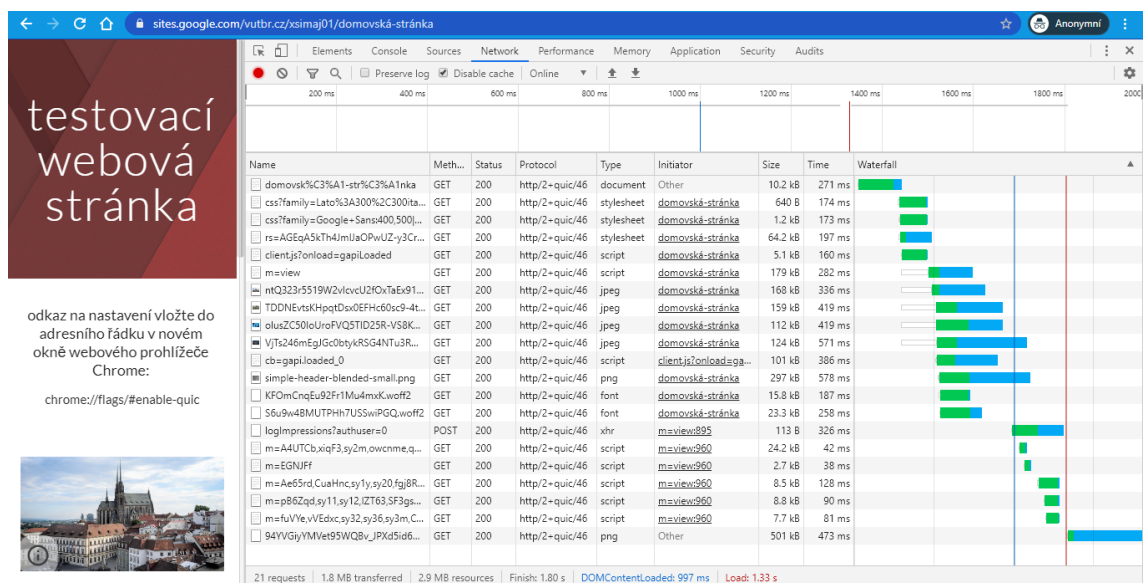 sites.google.com/vutbr.cz/xsimaj01/domovská-stránka
Anonymní
testovací
webová
stránka
odkaz na nastavení vložte do
adresního řádku v novém
okně webového prohlížeče
Chrome:
chrome://flags/#enable-quic
Elements Console Sources Network Performance Memory Application Security Audits
Preserve log Disable cache Online
200 ms 400 ms 600 ms 800 ms 1000 ms 1200 ms 1400 ms 1600 ms 1800 ms 2000
Name Meth... Status Protocol Type Initiator Size Time Waterfall
domovsk%C3%A1-str%C3%A1nka GET 200 http/2+quic/46 document Other 10.2 kB 271 ms
css?family=Lato%3A300%2C300ita... GET 200 http/2+quic/46 stylesheet domovská-stránka 640 B 174 ms
css?family=Google+Sans:400,500|... GET 200 http/2+quic/46 stylesheet domovská-stránka 1.2 kB 173 ms
rs=AGEqA5kTh4JmlJaOPwUZ-y3Cr... GET 200 http/2+quic/46 stylesheet domovská-stránka 64.2 kB 197 ms
client.js?onload=gapiLoaded GET 200 http/2+quic/46 script domovská-stránka 5.1 kB 160 ms
m=view GET 200 http/2+quic/46 script domovská-stránka 179 kB 282 ms
ntQ323r5519W2vIcvcU2fOxTaEx91... GET 200 http/2+quic/46 jpeg domovská-stránka 168 kB 336 ms
TDDNEvtsKHpqtDsx0EFHc60sc9-4t... GET 200 http/2+quic/46 jpeg domovská-stránka 159 kB 419 ms
olusZC50IoUroFVQ5TID25R-VS8K... GET 200 http/2+quic/46 jpeg domovská-stránka 112 kB 419 ms
VjTs246mEgJGc0btykRSG4NTu3R... GET 200 http/2+quic/46 jpeg domovská-stránka 124 kB 571 ms
cb=gapi.loaded_0 GET 200 http/2+quic/46 script client.js?onload=ga... 101 kB 386 ms
simple-header-blended-small.png GET 200 http/2+quic/46 png domovská-stránka 297 kB 578 ms
KFOmCnqEu92Fr1Mu4mxK.woff2 GET 200 http/2+quic/46 font domovská-stránka 15.8 kB 187 ms
S6u9w4BMUTPHh7USSwiPGQ.woff2 GET 200 http/2+quic/46 font domovská-stránka 23.3 kB 258 ms
logImpressions?authuser=0 POST 200 http/2+quic/46 xhr m=view:895 113 B 326 ms
m=A4UTCb,xiqF3,sy2m,owcnme,q... GET 200 http/2+quic/46 script m=view:960 24.2 kB 42 ms
m=EGNJFf GET 200 http/2+quic/46 script m=view:960 2.7 kB 38 ms
m=Ae65rd,CuaHnc,sy1y,sy20,fgj8R... GET 200 http/2+quic/46 script m=view:960 8.5 kB 128 ms
m=pB6Zqd,sy11,sy12,IZT63,SF3gs... GET 200 http/2+quic/46 script m=view:960 8.8 kB 90 ms
m=fuVYe,vVEdxc,sy32,sy36,sy3m,C... GET 200 http/2+quic/46 script m=view:960 7.7 kB 81 ms
94YVGiyYMVet95WQBv_JPXd5id6... GET 200 http/2+quic/46 png Other 501 kB 473 ms
21 requests 1.8 MB transferred 2.9 MB resources Finish: 1.80 s DOMContentLoaded: 997 ms Load: 1.33 s